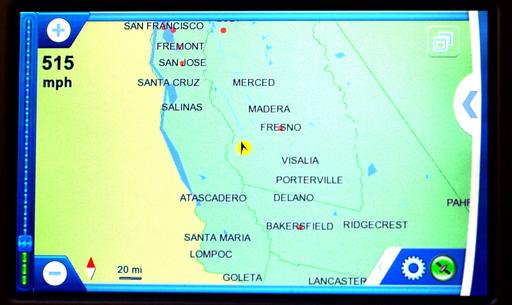 SAN FRANCISCO
FREMONT
515
mph
SAN JOSE
SANTA CRUZ
MERCED
SALINAS
MADERA
FRESNO
VISALIA
PORTERVILLE
ATASCADERO
DELANO
BAKERSFIELD
RIDGECREST
SANTA MARIA
LOMPOC
20 mi
GOLETA
LANCASTER